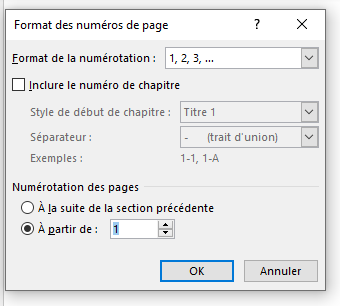 Format des numéros de page ? ×
Format de la numérotation : 1, 2, 3, ...
Inclure le numéro de chapitre
Style de début de chapitre : Titre 1
Séparateur : - (trait d'union)
Exemples : 1-1, 1-A
Numérotation des pages
À la suite de la section précédente
À partir de : 1
OK Annuler